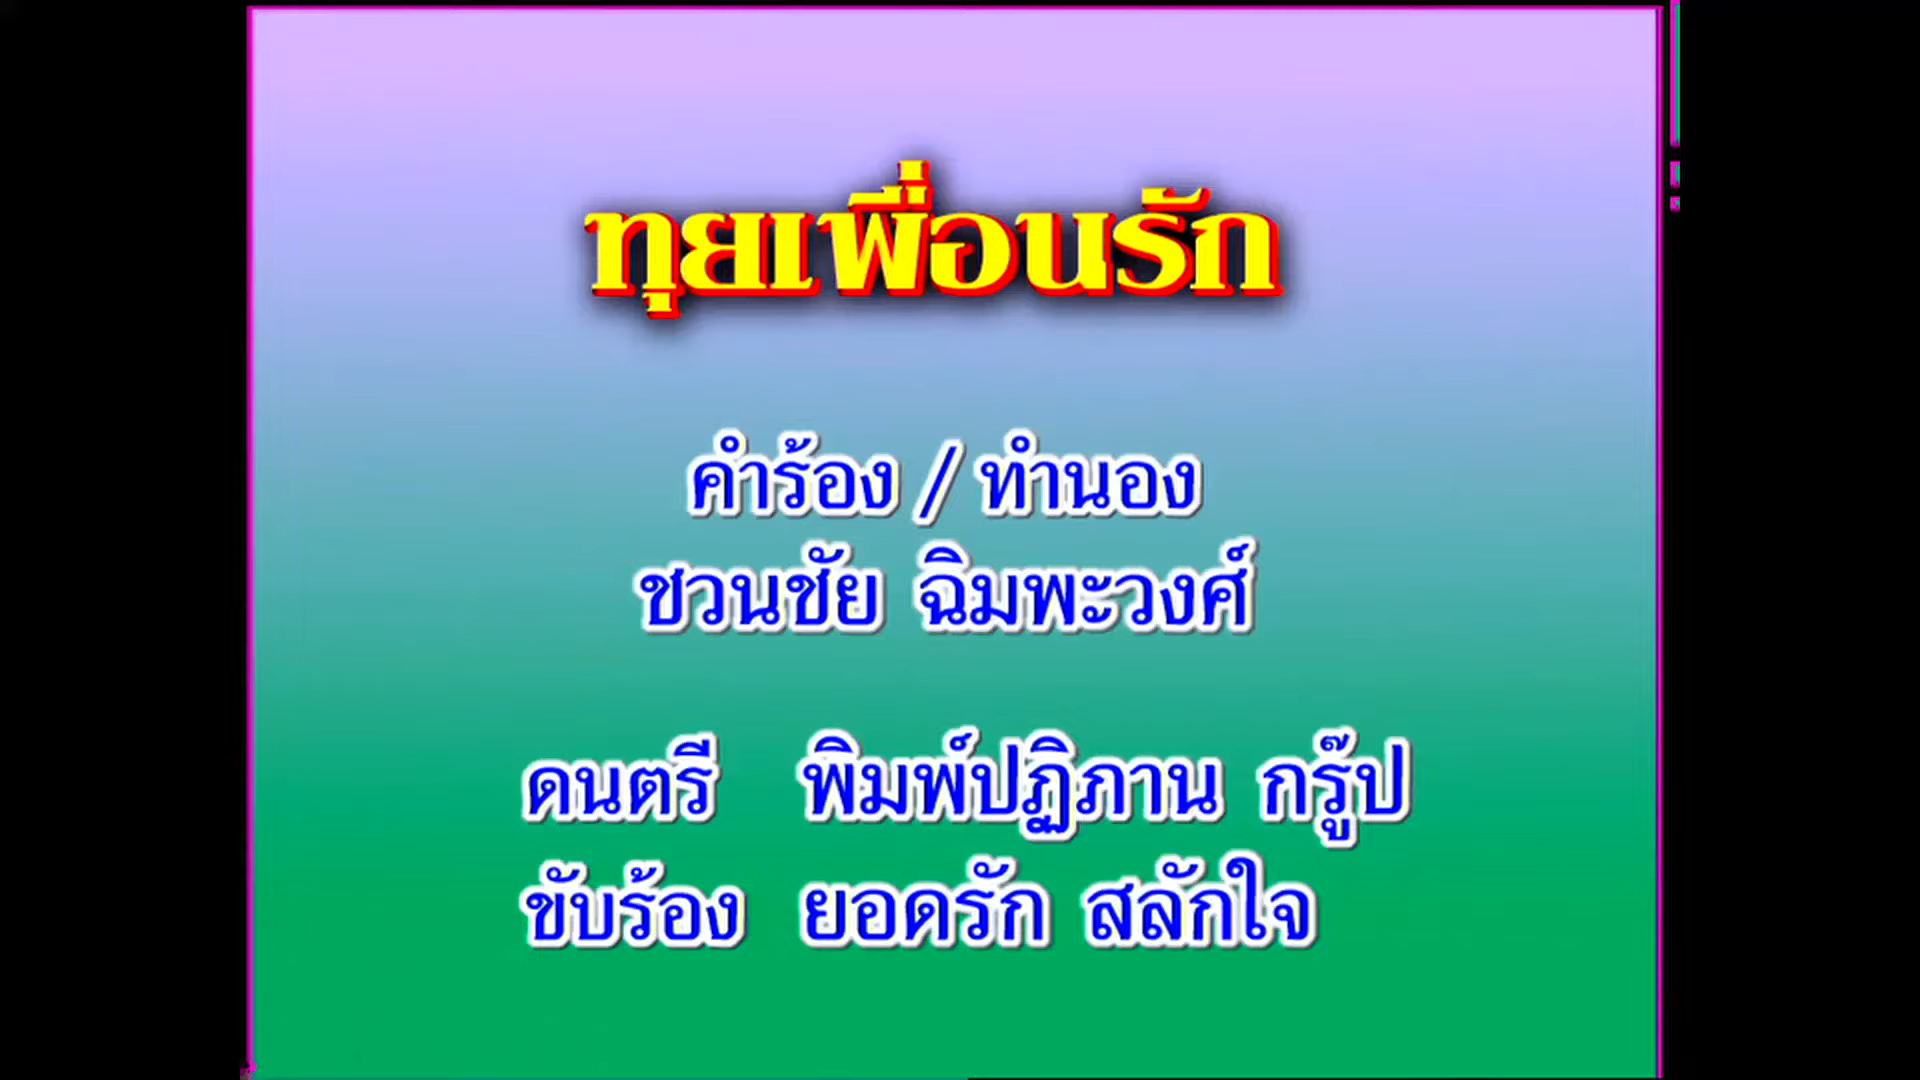 ทุยเพื่อนรัก
คำร้อง / ทำนอง
ชวนชัย ฉิมพะวงศ์
ดนตรี พิมพ์ปฏิภาน กรู๊ป
ขับร้อง ยอดรัก สลักใจ